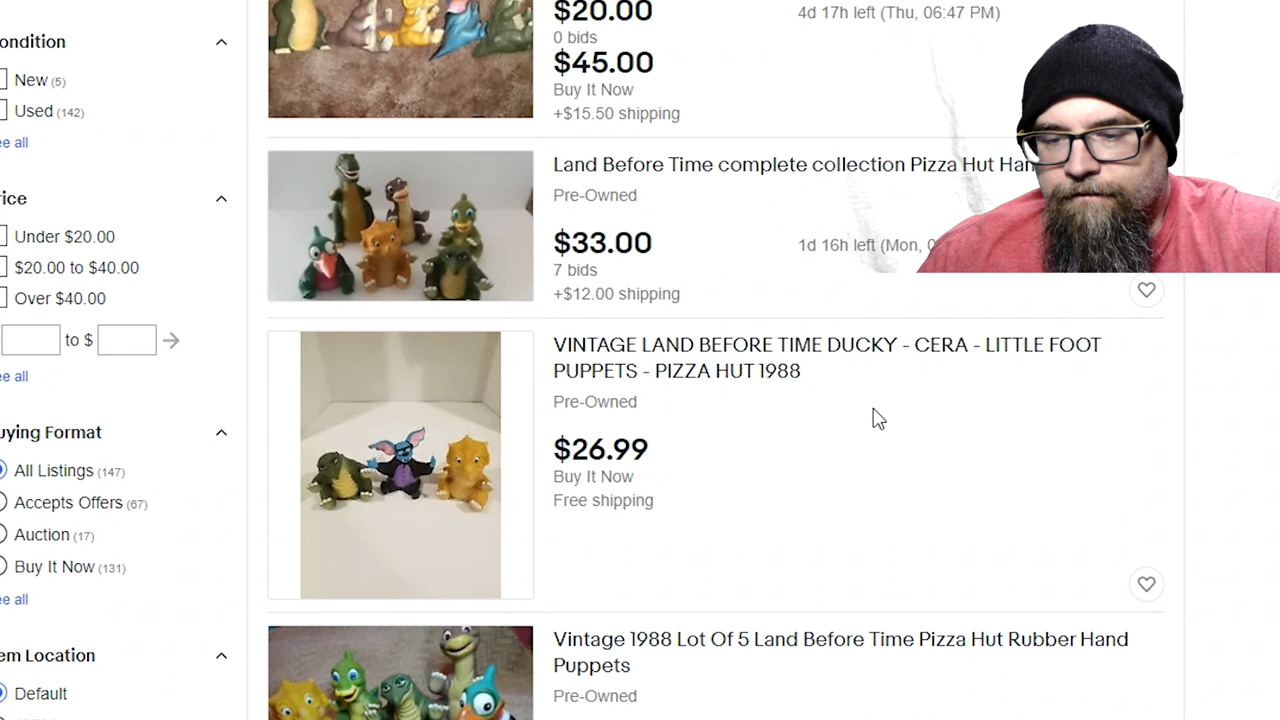 $20.00
4d 17h left (Thu, 06:47 PM)
0 bids
$45.00
Buy It Now
+$15.50 shipping
ondition
New (5)
Used (142)
ee all
rice
Under $20.00
$20.00 to $40.00
Over $40.00
to $
ee all
uying Format
All Listings (147)
Accepts Offers (67)
Auction (17)
Buy It Now (131)
ee all
em Location
Default
Land Before Time complete collection Pizza Hut Han
Pre-Owned
$33.00
1d 16h left (Mon, 0
7 bids
+$12.00 shipping
VINTAGE LAND BEFORE TIME DUCKY - CERA - LITTLE FOOT
PUPPETS - PIZZA HUT 1988
Pre-Owned
$26.99
Buy It Now
Free shipping
Vintage 1988 Lot Of 5 Land Before Time Pizza Hut Rubber Hand
Puppets
Pre-Owned